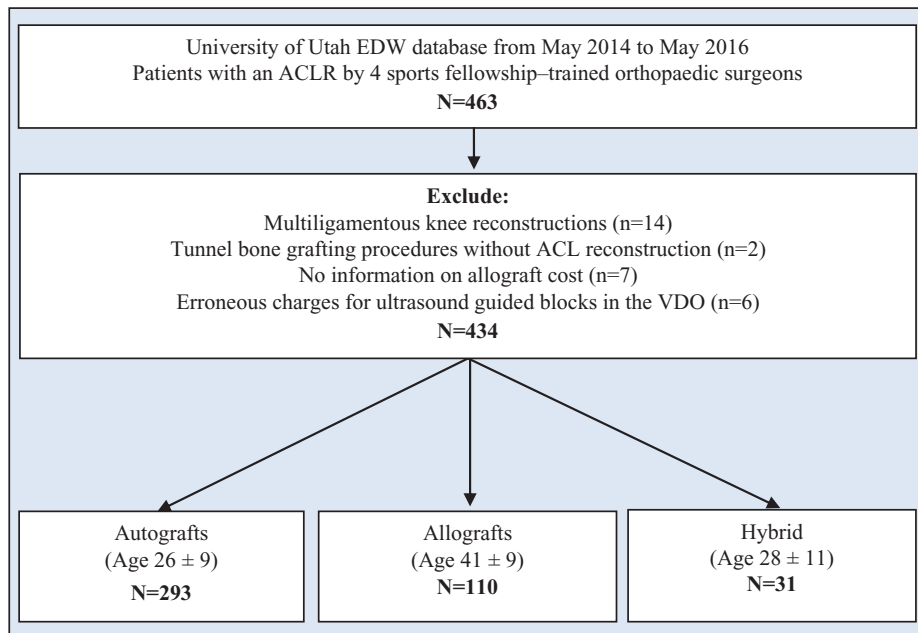 University of Utah EDW database from May 2014 to May 2016
Patients with an ACLR by 4 sports fellowship–trained orthopaedic surgeons
N=463
Exclude:
Multiligamentous knee reconstructions (n=14)
Tunnel bone grafting procedures without ACL reconstruction (n=2)
No information on allograft cost (n=7)
Erroneous charges for ultrasound guided blocks in the VDO (n=6)
N=434
Autografts
(Age 26 ± 9)
N=293
Allografts
(Age 41 ± 9)
N=110
Hybrid
(Age 28 ± 11)
N=31